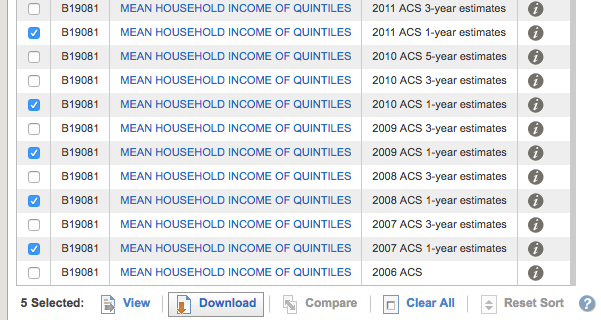 B19081 MEAN HOUSEHOLD INCOME OF QUINTILES 2011 ACS 3-year estimates
B19081 MEAN HOUSEHOLD INCOME OF QUINTILES 2011 ACS 1-year estimates
B19081 MEAN HOUSEHOLD INCOME OF QUINTILES 2010 ACS 5-year estimates
B19081 MEAN HOUSEHOLD INCOME OF QUINTILES 2010 ACS 3-year estimates
B19081 MEAN HOUSEHOLD INCOME OF QUINTILES 2010 ACS 1-year estimates
B19081 MEAN HOUSEHOLD INCOME OF QUINTILES 2009 ACS 3-year estimates
B19081 MEAN HOUSEHOLD INCOME OF QUINTILES 2009 ACS 1-year estimates
B19081 MEAN HOUSEHOLD INCOME OF QUINTILES 2008 ACS 3-year estimates
B19081 MEAN HOUSEHOLD INCOME OF QUINTILES 2008 ACS 1-year estimates
B19081 MEAN HOUSEHOLD INCOME OF QUINTILES 2007 ACS 3-year estimates
B19081 MEAN HOUSEHOLD INCOME OF QUINTILES 2007 ACS 1-year estimates
B19081 MEAN HOUSEHOLD INCOME OF QUINTILES 2006 ACS
5 Selected: View Download Compare Clear All Reset Sort ?